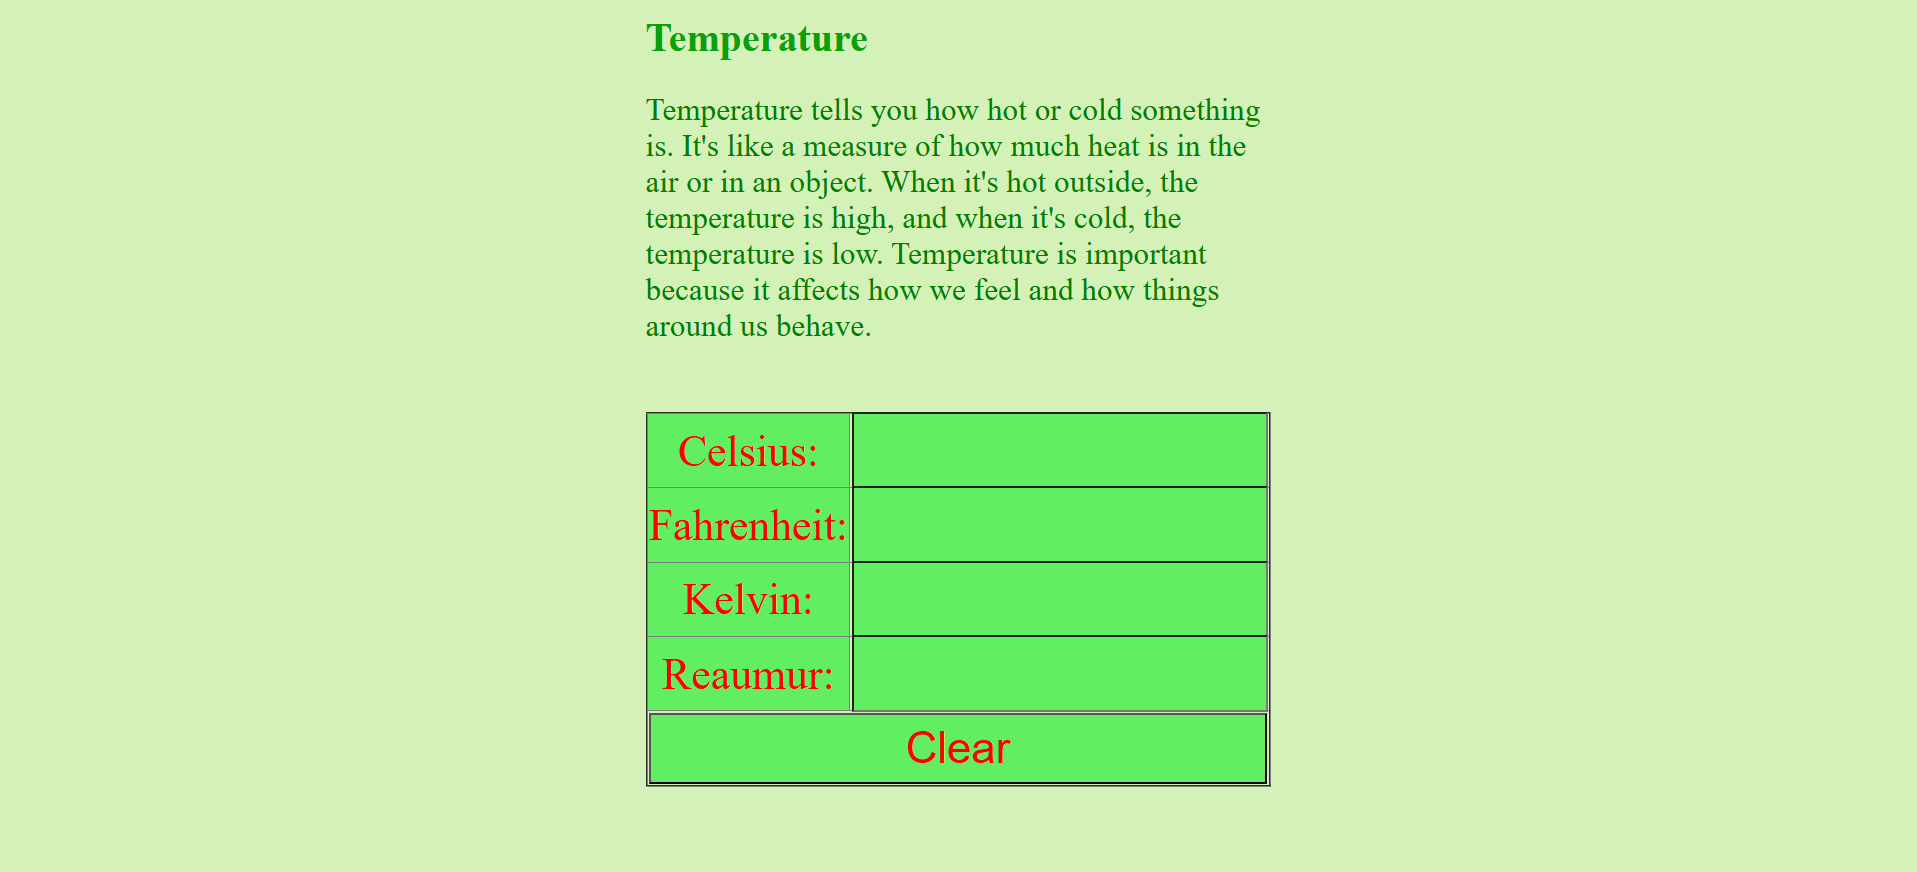 Temperature
Temperature tells you how hot or cold something
is. It's like a measure of how much heat is in the
air or in an object. When it's hot outside, the
temperature is high, and when it's cold, the
temperature is low. Temperature is important
because it affects how we feel and how things
around us behave.
Celsius:
Fahrenheit:
Kelvin:
Reaumur:
Clear